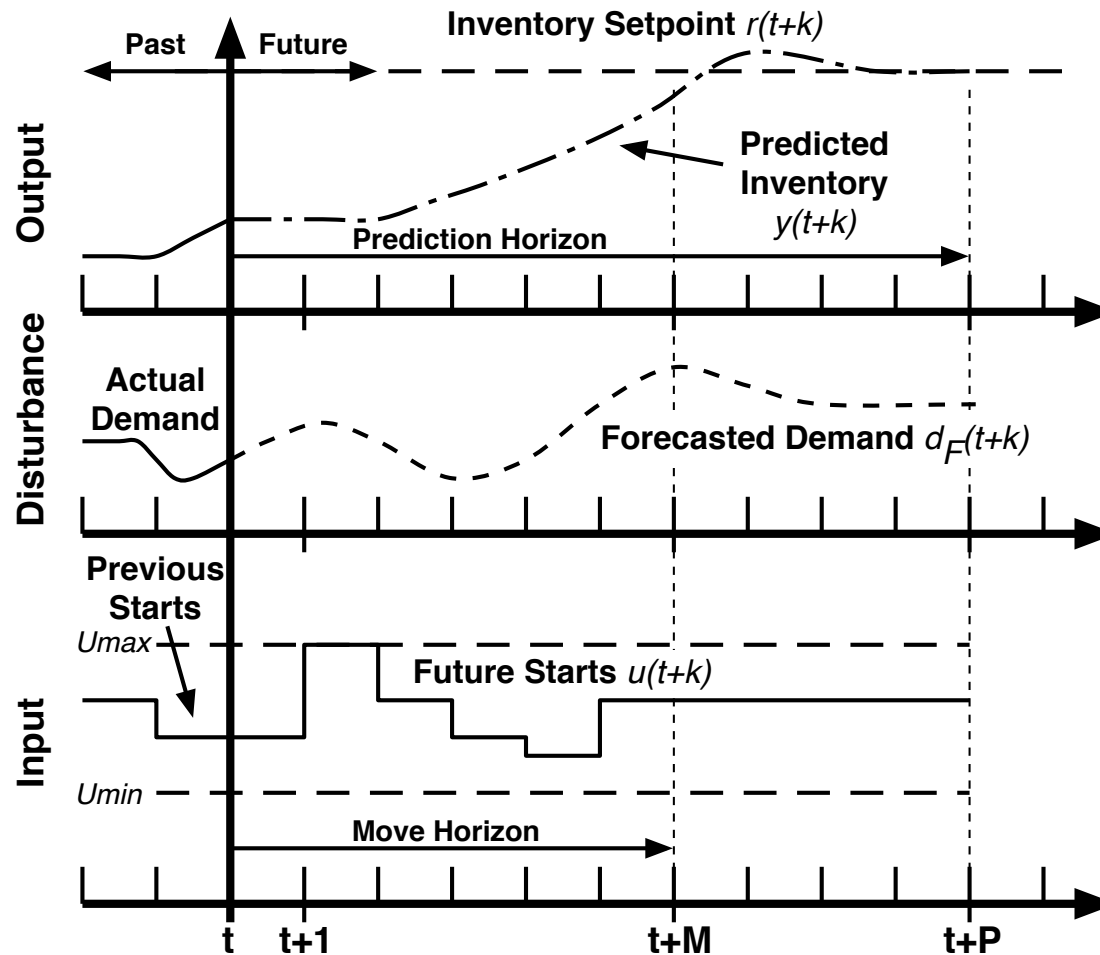 Inventory Setpoint r(t+k)
Past
Future
Output
Predicted
Inventory
y(t+k)
Prediction Horizon
Disturbance
Actual
Demand
Forecasted Demand dF(t+k)
Previous
Starts
Umax
Future Starts u(t+k)
Input
Umin
Move Horizon
t
t+1
t+M
t+P